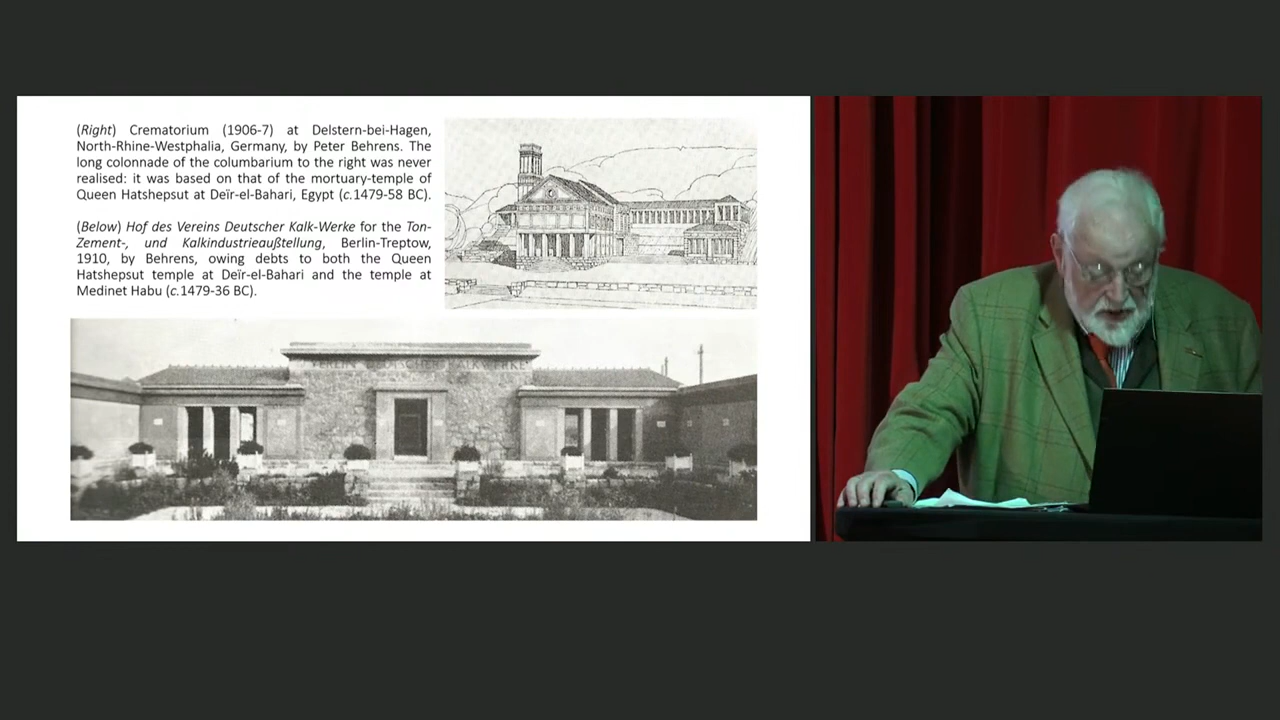 (Right) Crematorium (1906-7) at Delstern-bei-Hagen,
North-Rhine-Westphalia, Germany, by Peter Behrens. The
long colonnade of the columbarium to the right was never
realised: it was based on that of the mortuary-temple of
Queen Hatshepsut at Deïr-el-Bahari, Egypt (c.1479-58 BC).
(Below) Hof des Vereins Deutscher Kalk-Werke for the Ton-
Zement-, und Kalkindustrieaußtellung, Berlin-Treptow,
1910, by Behrens, owing debts to both the Queen
Hatshepsut temple at Deïr-el-Bahari and the temple at
Medinet Habu (c.1479-36 BC).
VEREIN DEUTSCHER KALK WERKE